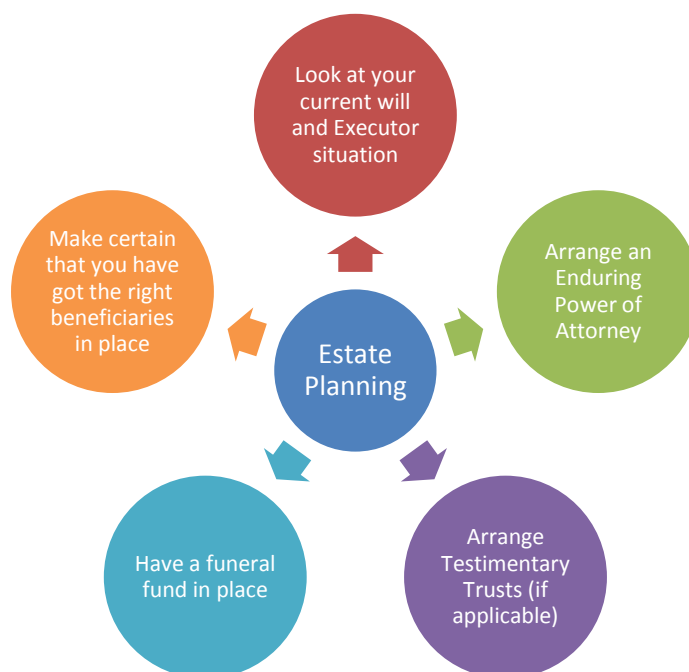 Look at your
current will
and Executor
situation
Make certain
that you have
got the right
beneficiaries
in place
Arrange an
Enduring
Power of
Attorney
Estate
Planning
Have a funeral
fund in place
Arrange
Testimentary
Trusts (if
applicable)